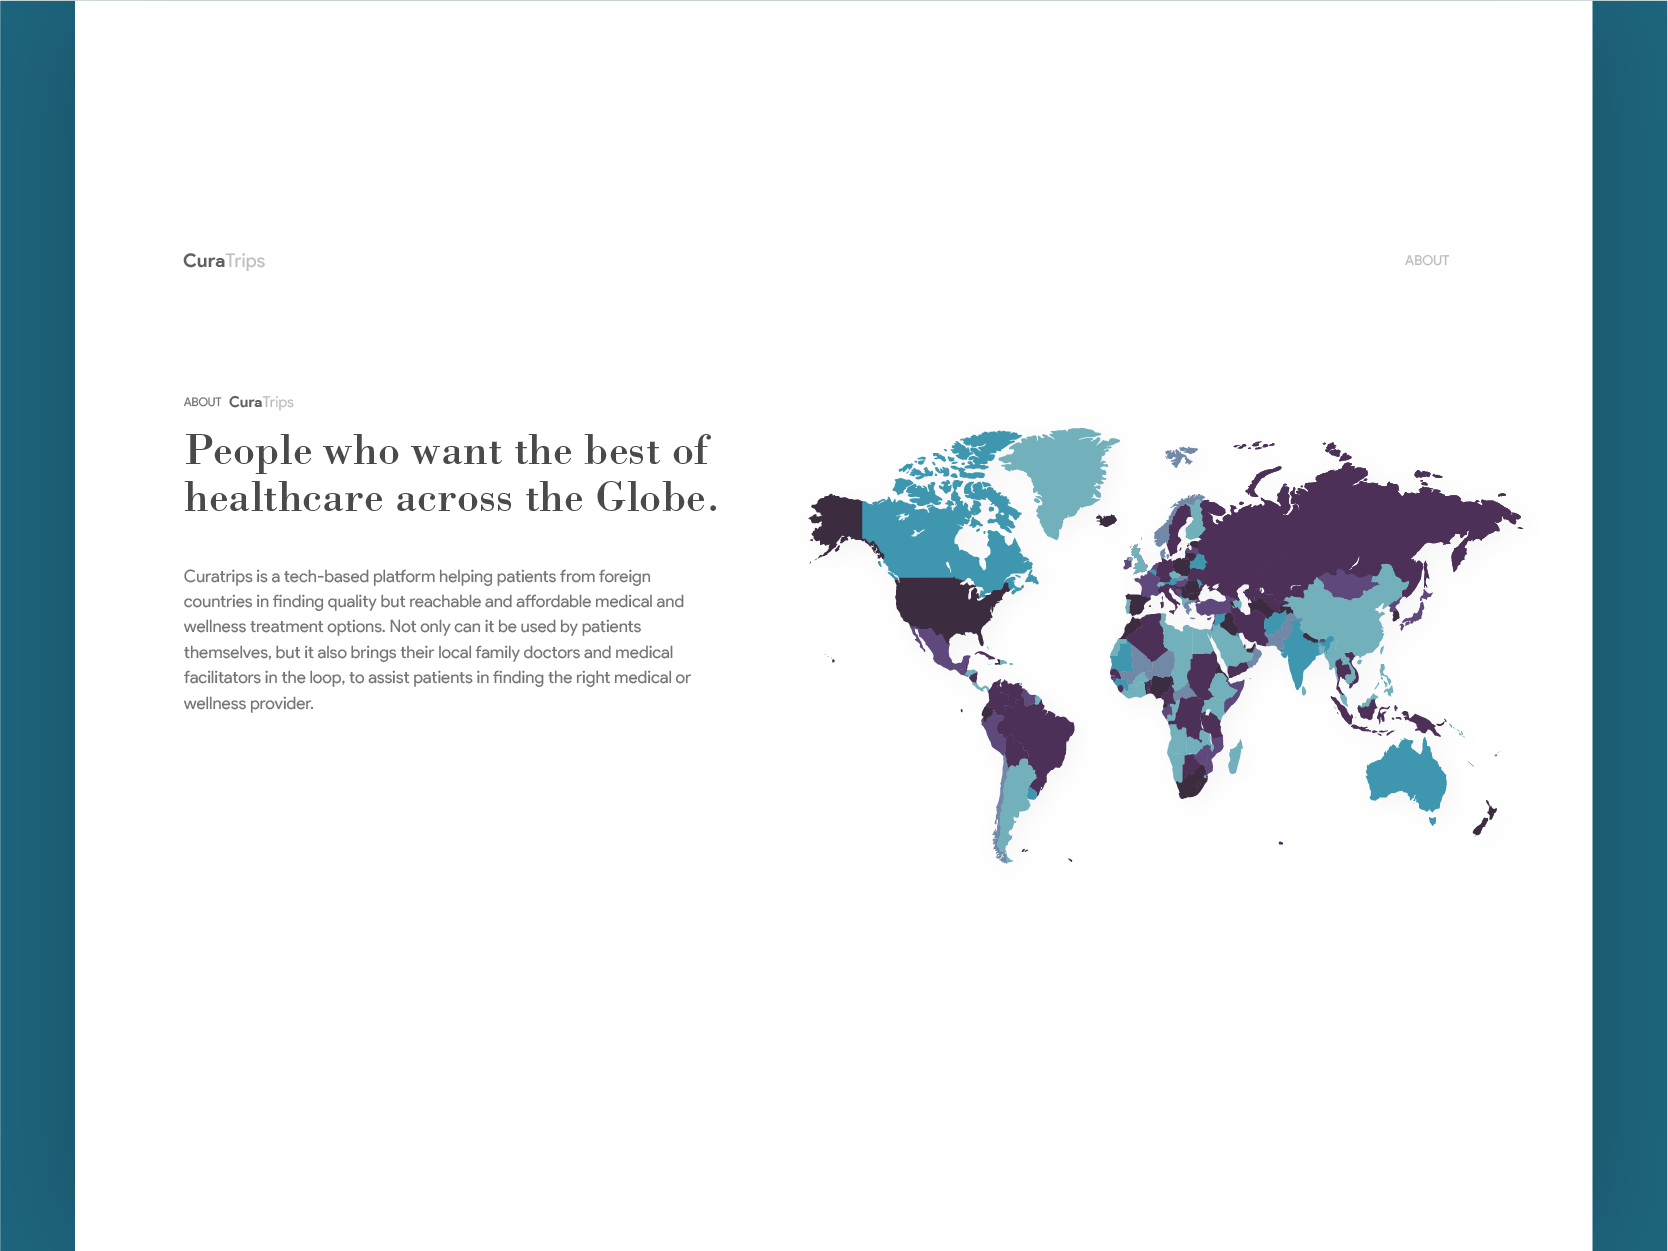 CuraTrips
ABOUT
ABOUT CuraTrips
People who want the best of
healthcare across the Globe.
Curatrips is a tech-based platform helping patients from foreign
countries in finding quality but reachable and affordable medical and
wellness treatment options. Not only can it be used by patients
themselves, but it also brings their local family doctors and medical
facilitators in the loop, to assist patients in finding the right medical or
wellness provider.